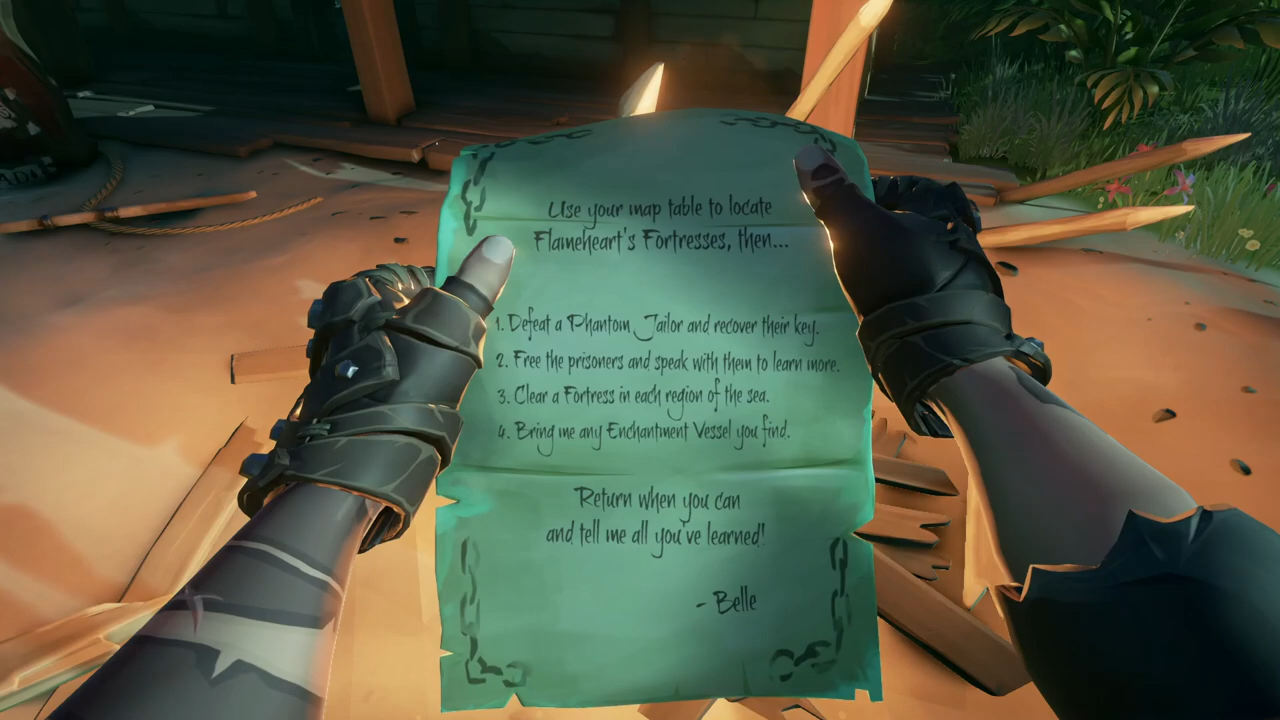 Use your map table to locate
Flameheart's Fortresses, then...
1. Defeat a Phantom Jailor and recover their key.
2. Free the prisoners and speak with them to learn more.
3. Clear a Fortress in each region of the sea.
4. Bring me any Enchantment Vessel you find.
Return when you can
and tell me all you've learned!
- Belle